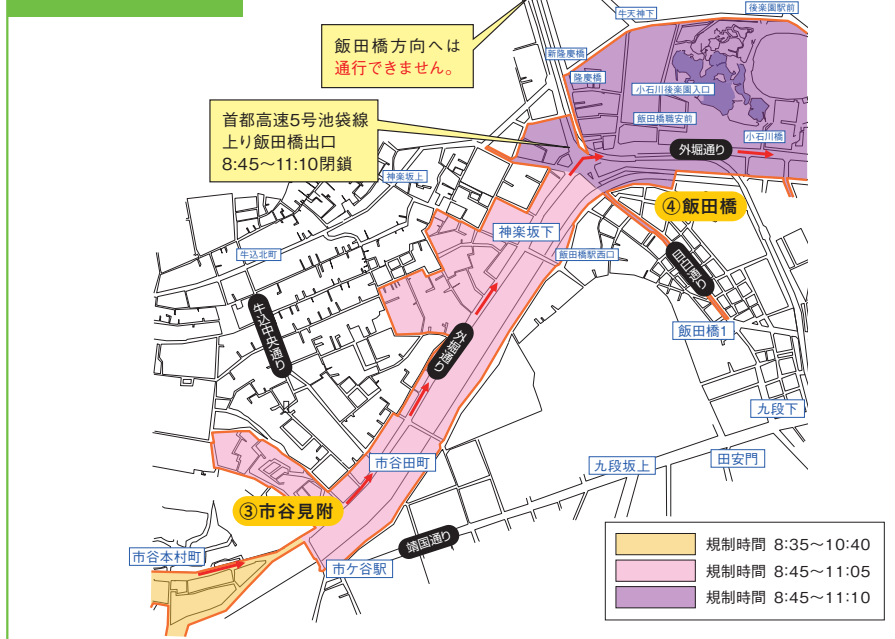 飯田橋方向へは
通行できません。
首都高速5号池袋線
上り飯田橋出口
8:45〜11:10閉鎖
牛天神下
後楽園駅前
新隆慶橋
隆慶橋
小石川後楽園入口
飯田橋職安前
小石川橋
外堀通り
④飯田橋
神楽坂上
神楽坂下
飯田橋駅西口
目白通り
牛込北町
牛込中央通り
外堀通り
飯田橋1
九段下
市谷田町
九段坂上
田安門
③市谷見附
靖国通り
市谷本村町
市ケ谷駅
規制時間 8:35〜10:40
規制時間 8:45〜11:05
規制時間 8:45〜11:10